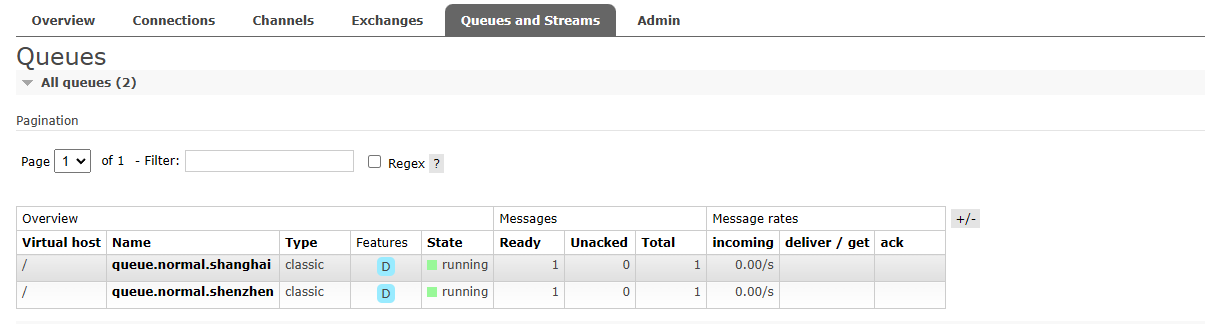 Overview Connections Channels Exchanges Queues and Streams Admin
Queues
All queues (2)
Pagination
Page 1 of 1 - Filter: Regex ?
Overview Messages Message rates +/-
Virtual host Name Type Features State Ready Unacked Total incoming deliver / get ack
/ queue.normal.shanghai classic D running 1 0 1 0.00/s
/ queue.normal.shenzhen classic D running 1 0 1 0.00/s